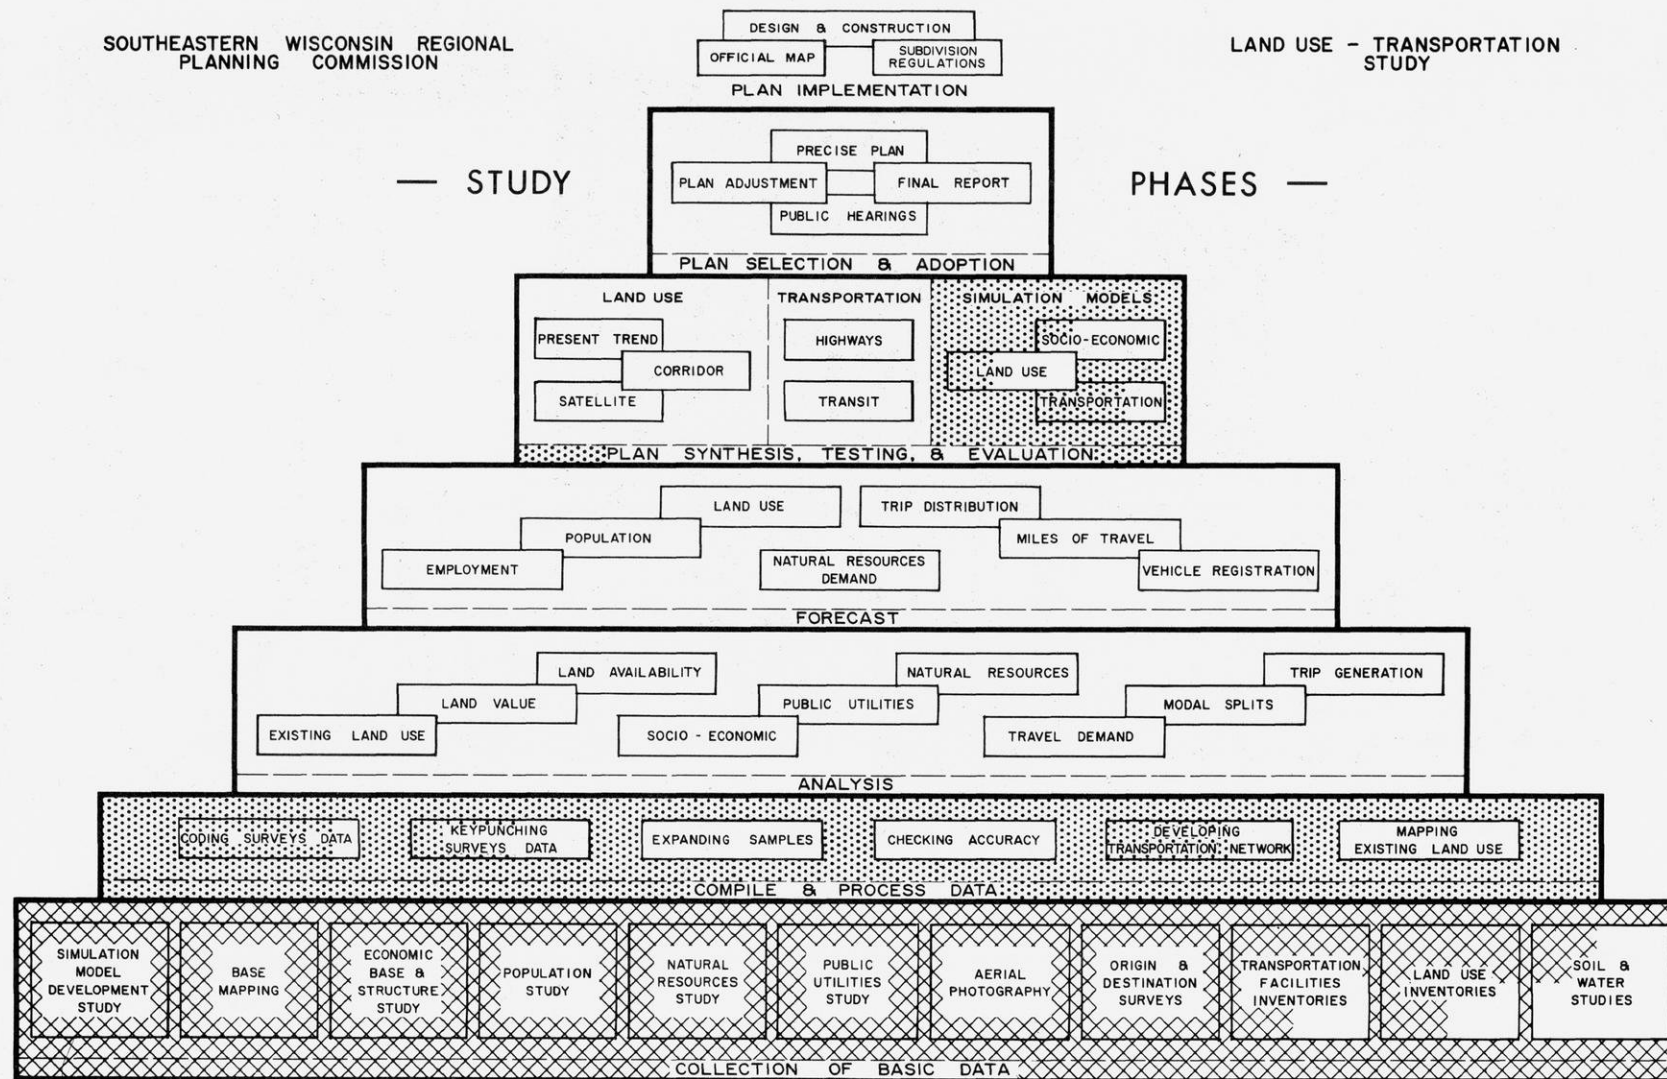 SOUTHEASTERN WISCONSIN REGIONAL
PLANNING COMMISSION
LAND USE - TRANSPORTATION
STUDY
DESIGN & CONSTRUCTION
OFFICIAL MAP
SUBDIVISION
REGULATIONS
PLAN IMPLEMENTATION
— STUDY
PHASES —
PRECISE PLAN
PLAN ADJUSTMENT
FINAL REPORT
PUBLIC HEARINGS
PLAN SELECTION & ADOPTION
LAND USE
PRESENT TREND
CORRIDOR
SATELLITE
TRANSPORTATION
HIGHWAYS
TRANSIT
SIMULATION MODELS
SOCIO-ECONOMIC
LAND USE
TRANSPORTATION
PLAN SYNTHESIS, TESTING, & EVALUATION
LAND USE
TRIP DISTRIBUTION
POPULATION
MILES OF TRAVEL
EMPLOYMENT
NATURAL RESOURCES
DEMAND
VEHICLE REGISTRATION
FORECAST
LAND AVAILABILITY
NATURAL RESOURCES
TRIP GENERATION
LAND VALUE
PUBLIC UTILITIES
MODAL SPLITS
EXISTING LAND USE
SOCIO - ECONOMIC
TRAVEL DEMAND
ANALYSIS
CODING SURVEYS DATA
KEYPUNCHING
SURVEYS DATA
EXPANDING SAMPLES
CHECKING ACCURACY
DEVELOPING
TRANSPORTATION NETWORK
MAPPING
EXISTING LAND USE
COMPILE & PROCESS DATA
SIMULATION
MODEL
DEVELOPMENT
STUDY
BASE
MAPPING
ECONOMIC
BASE &
STRUCTURE
STUDY
POPULATION
STUDY
NATURAL
RESOURCES
STUDY
PUBLIC
UTILITIES
STUDY
AERIAL
PHOTOGRAPHY
ORIGIN &
DESTINATION
SURVEYS
TRANSPORTATION
FACILITIES
INVENTORIES
LAND USE
INVENTORIES
SOIL &
WATER
STUDIES
COLLECTION OF BASIC DATA